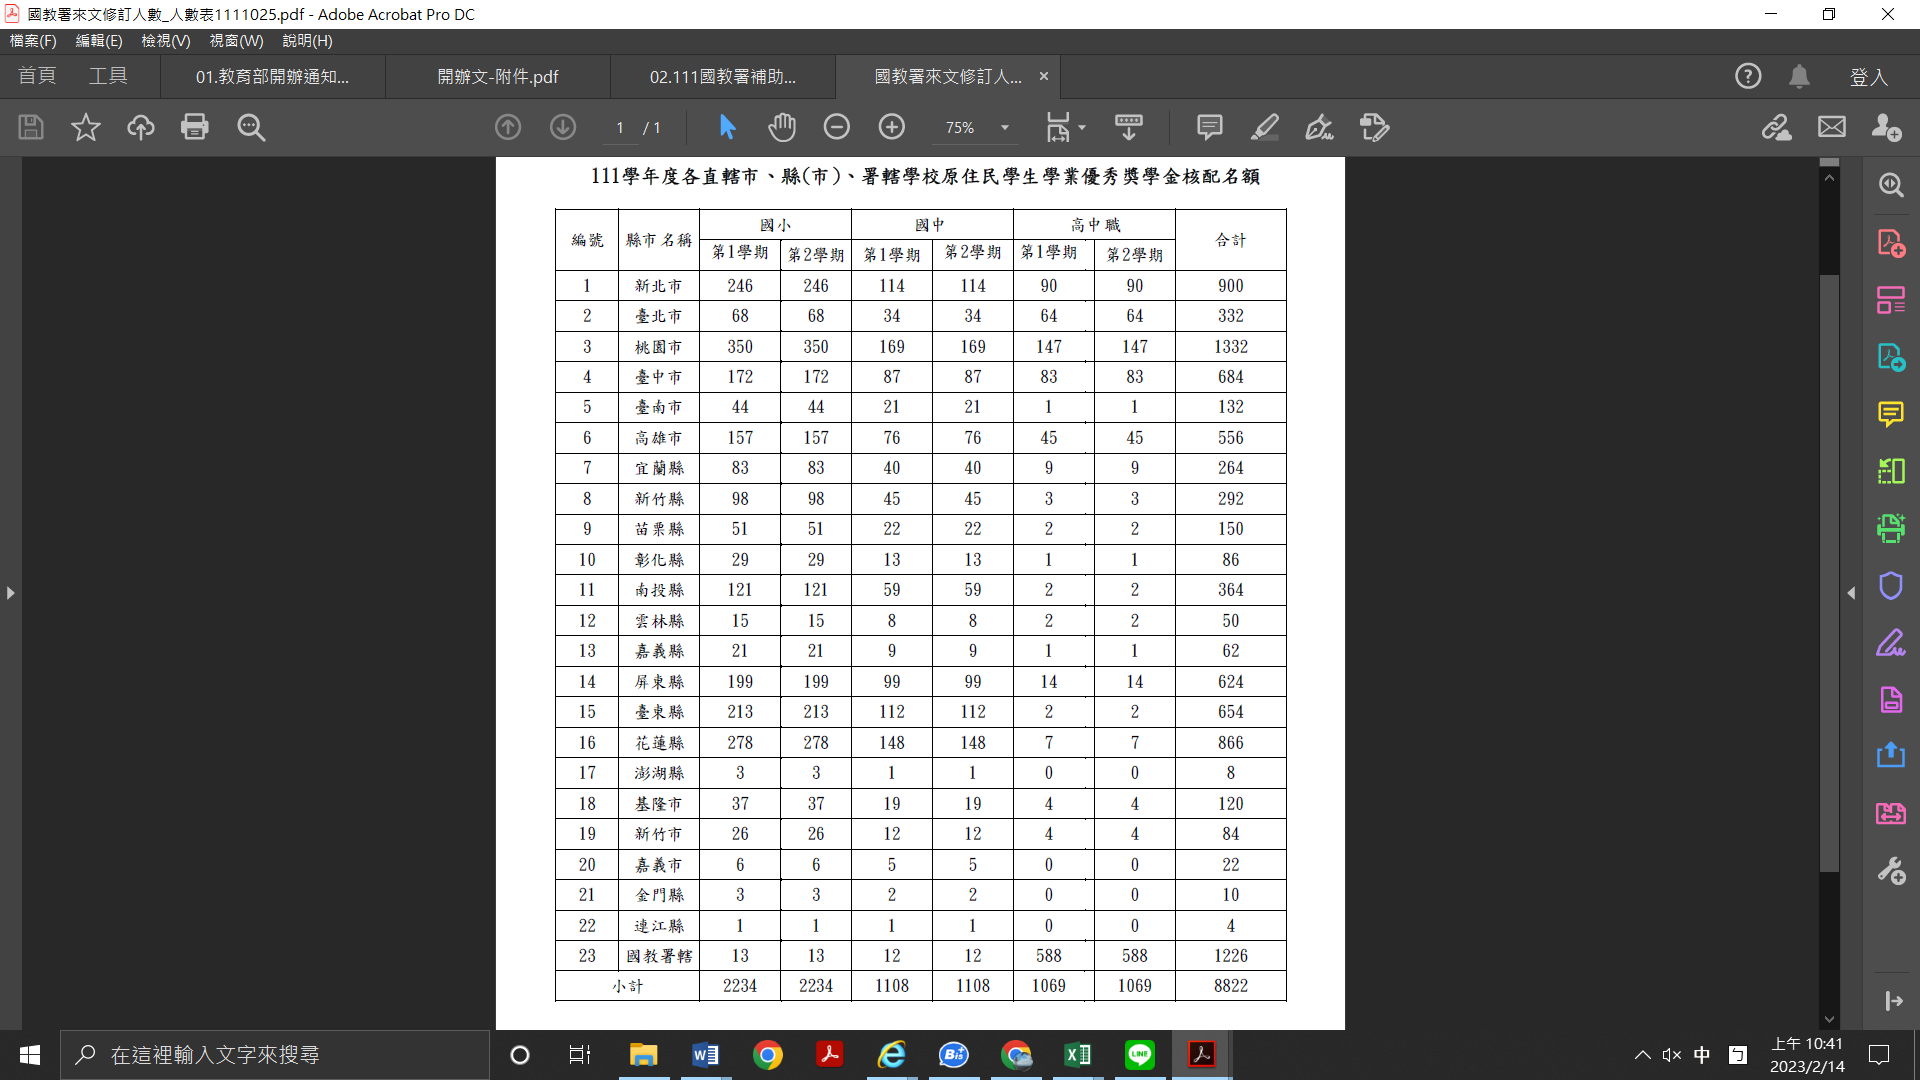 國教署來文修訂人數_人數表1111025.pdf - Adobe Acrobat Pro DC
檔案(F) 編輯(E) 檢視(V) 視窗(W) 說明(H)
首頁 工具 01.教育部開辦通知... 開辦文-附件.pdf 02.111國教署補助... 國教署來文修訂人... × 登入
1 / 1 75%
111學年度各直轄市、縣(市)、署轄學校原住民學生學業優秀獎學金核配名額
編號 縣市名稱 國小 國中 高中職 合計
第1學期 第2學期 第1學期 第2學期 第1學期 第2學期
1 新北市 246 246 114 114 90 90 900
2 臺北市 68 68 34 34 64 64 332
3 桃園市 350 350 169 169 147 147 1332
4 臺中市 172 172 87 87 83 83 684
5 臺南市 44 44 21 21 1 1 132
6 高雄市 157 157 76 76 45 45 556
7 宜蘭縣 83 83 40 40 9 9 264
8 新竹縣 98 98 45 45 3 3 292
9 苗栗縣 51 51 22 22 2 2 150
10 彰化縣 29 29 13 13 1 1 86
11 南投縣 121 121 59 59 2 2 364
12 雲林縣 15 15 8 8 2 2 50
13 嘉義縣 21 21 9 9 1 1 62
14 屏東縣 199 199 99 99 14 14 624
15 臺東縣 213 213 112 112 2 2 654
16 花蓮縣 278 278 148 148 7 7 866
17 澎湖縣 3 3 1 1 0 0 8
18 基隆市 37 37 19 19 4 4 120
19 新竹市 26 26 12 12 4 4 84
20 嘉義市 6 6 5 5 0 0 22
21 金門縣 3 3 2 2 0 0 10
22 連江縣 1 1 1 1 0 0 4
23 國教署轄 13 13 12 12 588 588 1226
小計 2234 2234 1108 1108 1069 1069 8822
在這裡輸入文字來搜尋
中 ㄅ
上午 10:41
2023/2/14